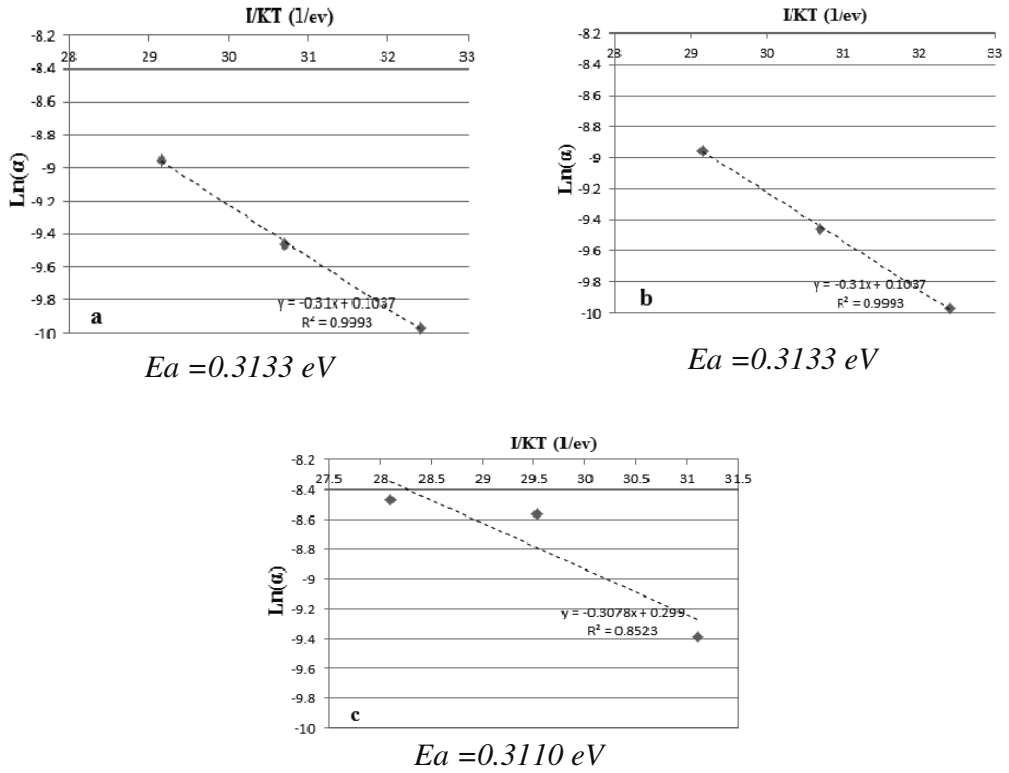 I/KT (1/ev)
-8.2
28 29 30 31 32 33
-8.4
-8.6
-8.8
-9
-9.2
-9.4
-9.6
-9.8
-10
Ln(α)
y = -0.31x + 0.1037
R² = 0.9993
a
Ea =0.3133 eV
I/KT (1/ev)
-8.2
28 29 30 31 32 33
-8.4
-8.6
-8.8
-9
-9.2
-9.4
-9.6
-9.8
-10
Ln(α)
y = -0.31x + 0.1037
R² = 0.9993
b
Ea =0.3133 eV
I/KT (1/ev)
-8.2
27.5 28 28.5 29 29.5 30 30.5 31 31.5
-8.4
-8.6
-8.8
-9
-9.2
-9.4
-9.6
-9.8
-10
Ln(α)
y = -0.3078x + 0.299
R² = 0.8523
c
Ea =0.3110 eV